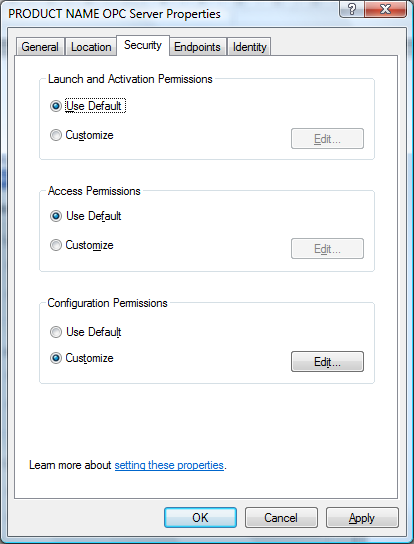 PRODUCT NAME OPC Server Properties
General Location Security Endpoints Identity
Launch and Activation Permissions
Use Default
Customize Edit...
Access Permissions
Use Default
Customize Edit...
Configuration Permissions
Use Default
Customize Edit...
Learn more about setting these properties.
OK Cancel Apply